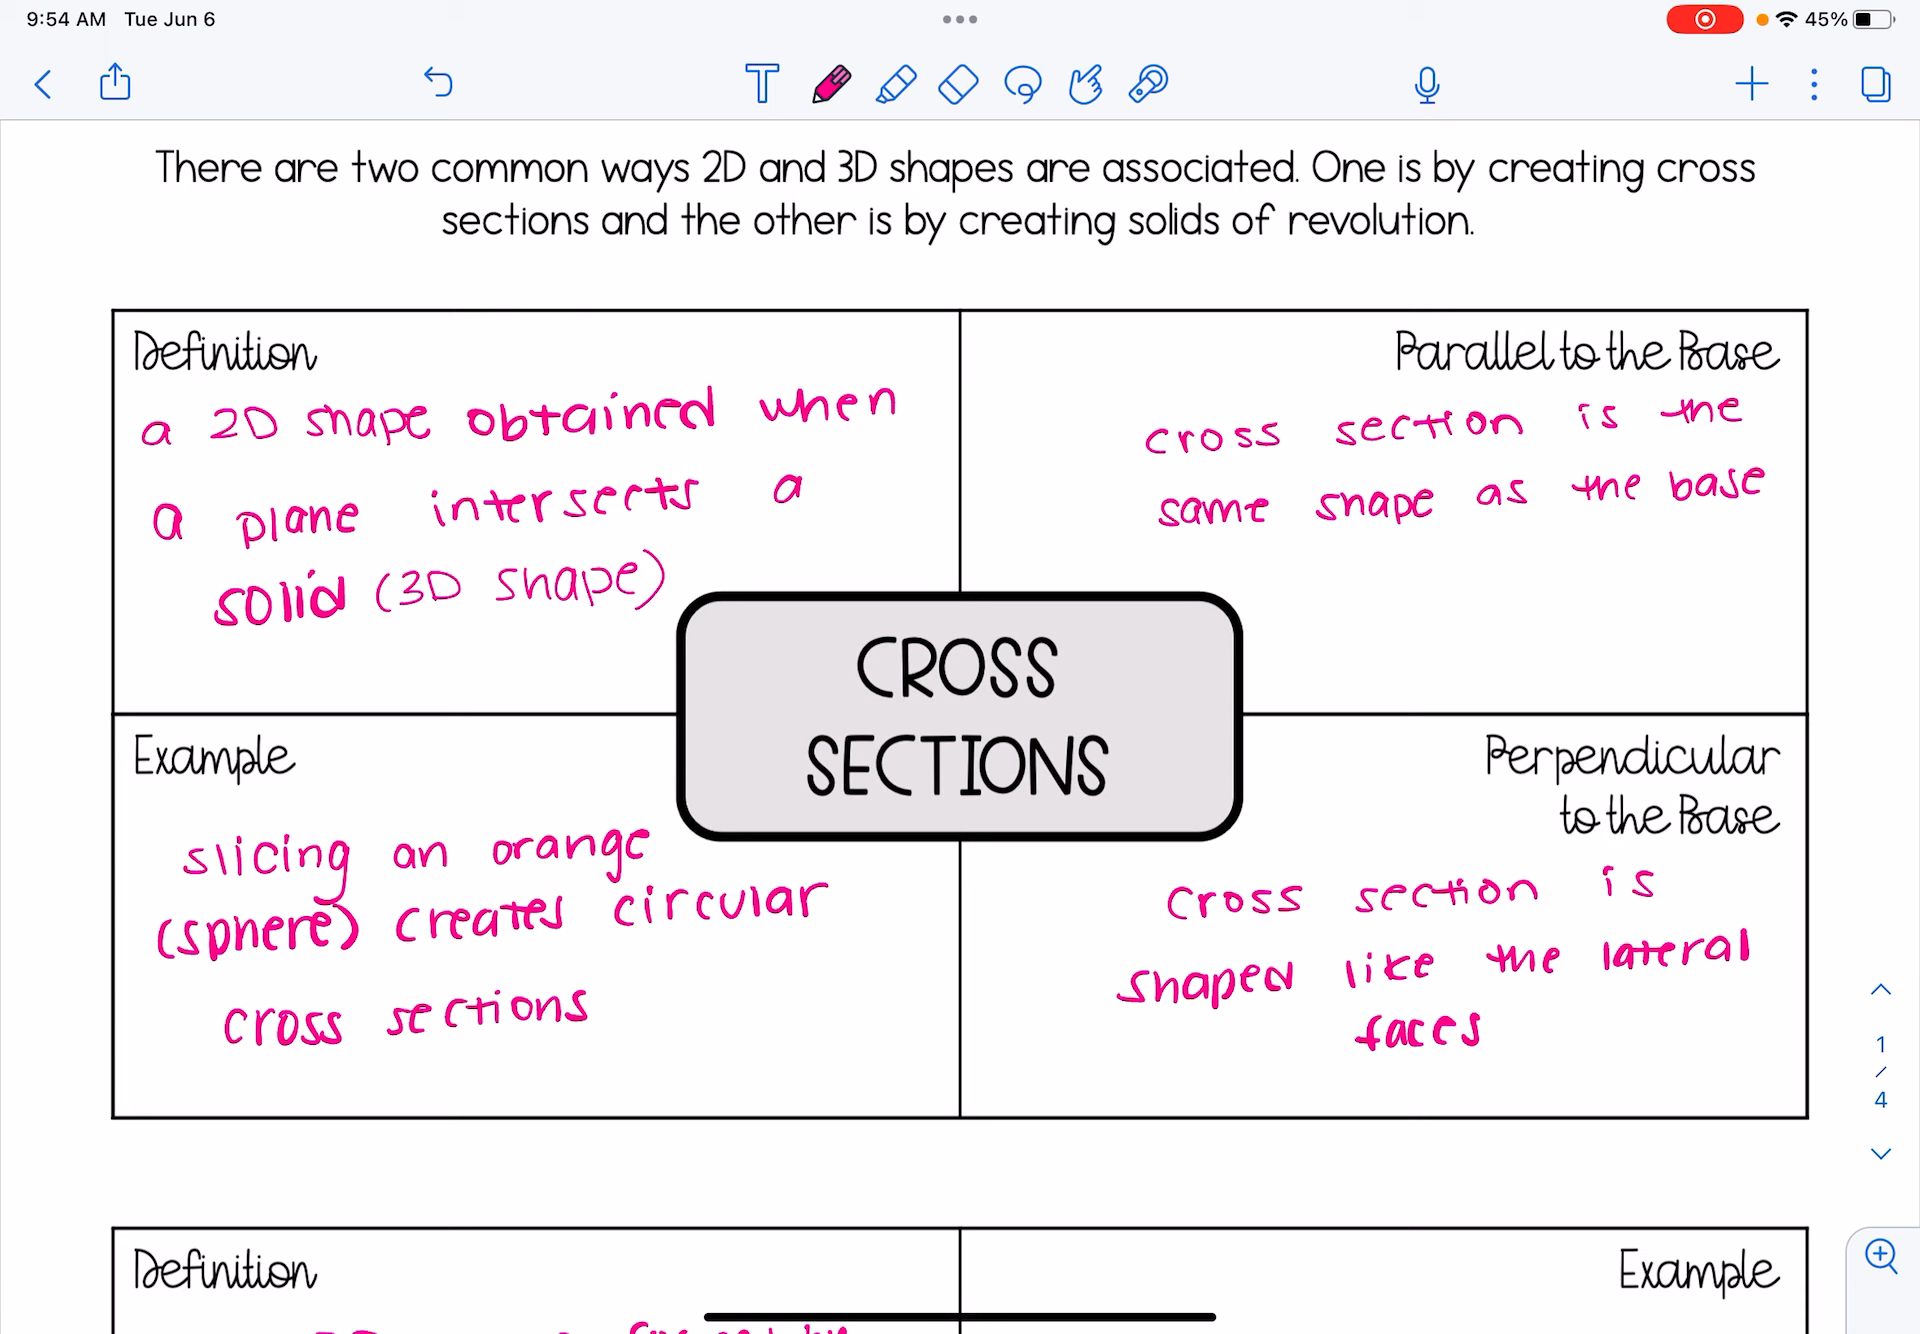 9:54 AM Tue Jun 6
45%
There are two common ways 2D and 3D shapes are associated. One is by creating cross
sections and the other is by creating solids of revolution.
Definition
a 2D shape obtained when
a plane intersects a
solid (3D shape)
Parallel to the Base
cross section is the
same shape as the base
CROSS
SECTIONS
Example
slicing an orange
(sphere) creates circular
cross sections
Perpendicular
to the Base
cross section is
shaped like the lateral
faces
1
/
4
Definition
Example